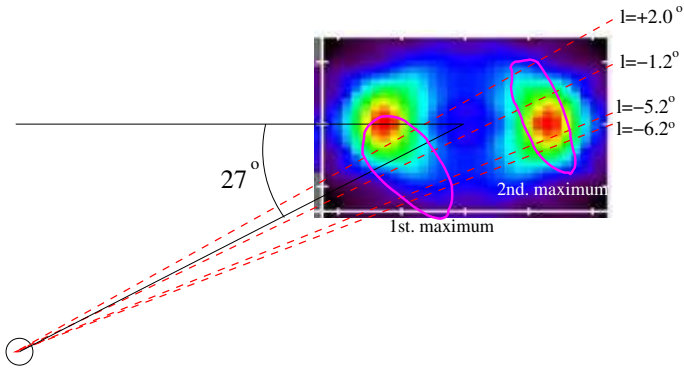 l=+2.0°
l=−1.2°
l=−5.2°
l=−6.2°
27°
2nd. maximum
1st. maximum